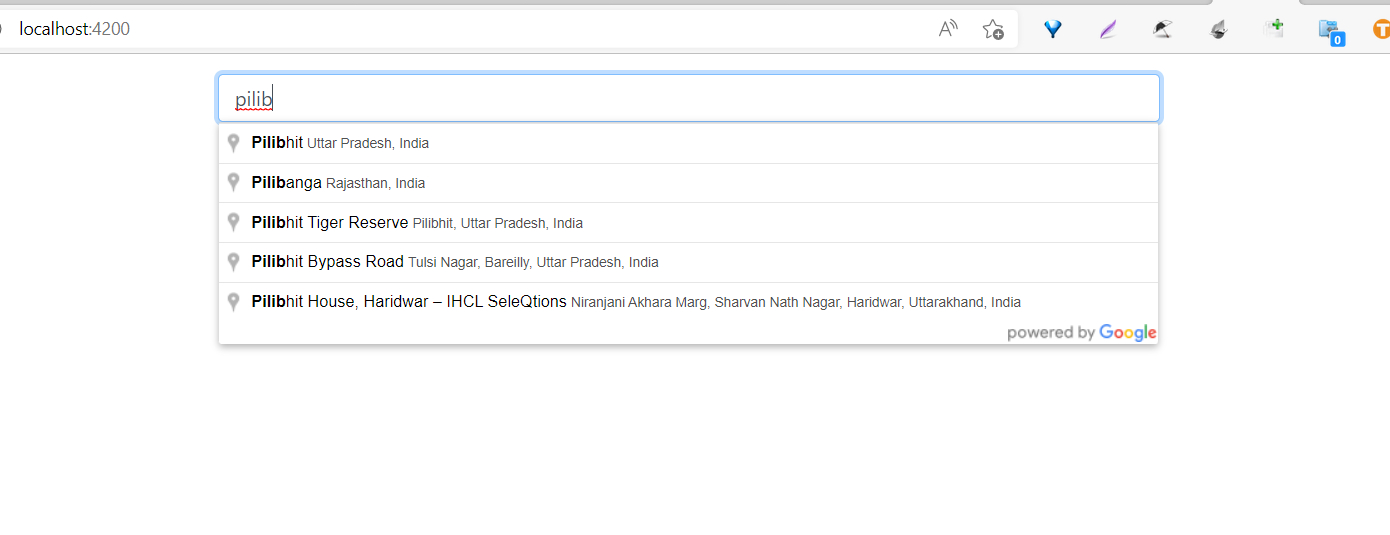 localhost:4200
pilib
Pilibhit Uttar Pradesh, India
Pilibanga Rajasthan, India
Pilibhit Tiger Reserve Pilibhit, Uttar Pradesh, India
Pilibhit Bypass Road Tulsi Nagar, Bareilly, Uttar Pradesh, India
Pilibhit House, Haridwar – IHCL SeleQtions Niranjani Akhara Marg, Sharvan Nath Nagar, Haridwar, Uttarakhand, India
powered by Google
0
T